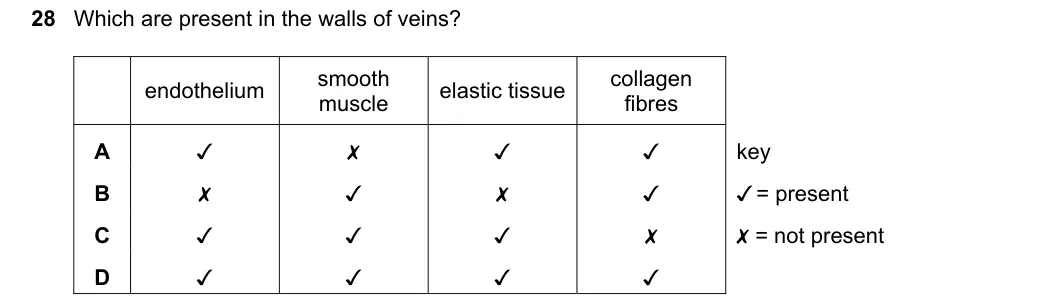 28 Which are present in the walls of veins?
endothelium smooth muscle elastic tissue collagen fibres
A ✓ ✗ ✓ ✓ key
B ✗ ✓ ✗ ✓ ✓ = present
C ✓ ✓ ✓ ✗ ✗ = not present
D ✓ ✓ ✓ ✓